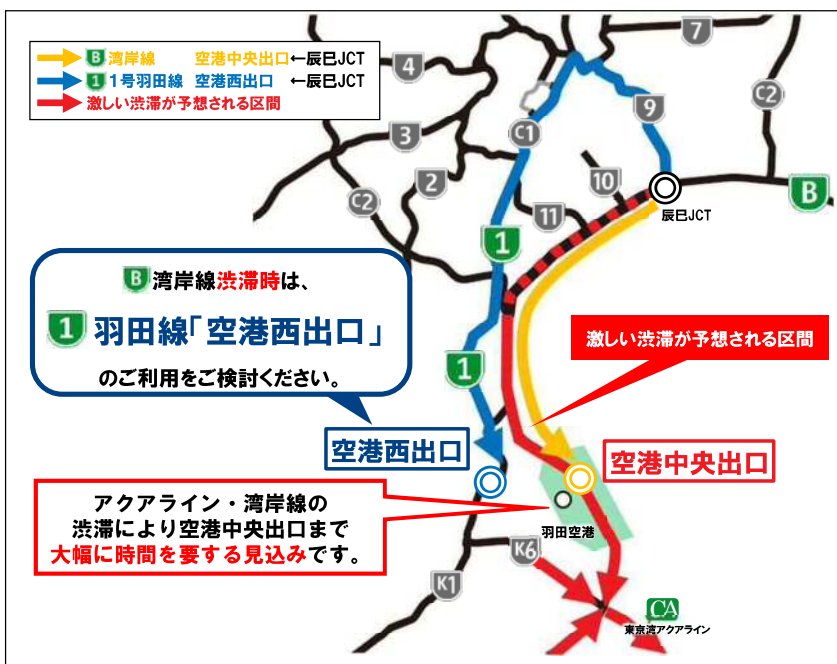 B 湾岸線 空港中央出口 ←辰巳JCT
1 1号羽田線 空港西出口 ←辰巳JCT
激しい渋滞が予想される区間
7
4
C2
9
3
C1
2
10
C2
11
B
辰巳JCT
1
B 湾岸線渋滞時は、
1 羽田線「空港西出口」
のご利用をご検討ください。
激しい渋滞が予想される区間
1
空港西出口
空港中央出口
アクアライン・湾岸線の
渋滞により空港中央出口まで
大幅に時間を要する見込みです。
羽田空港
K6
K1
CA
東京湾アクアライン